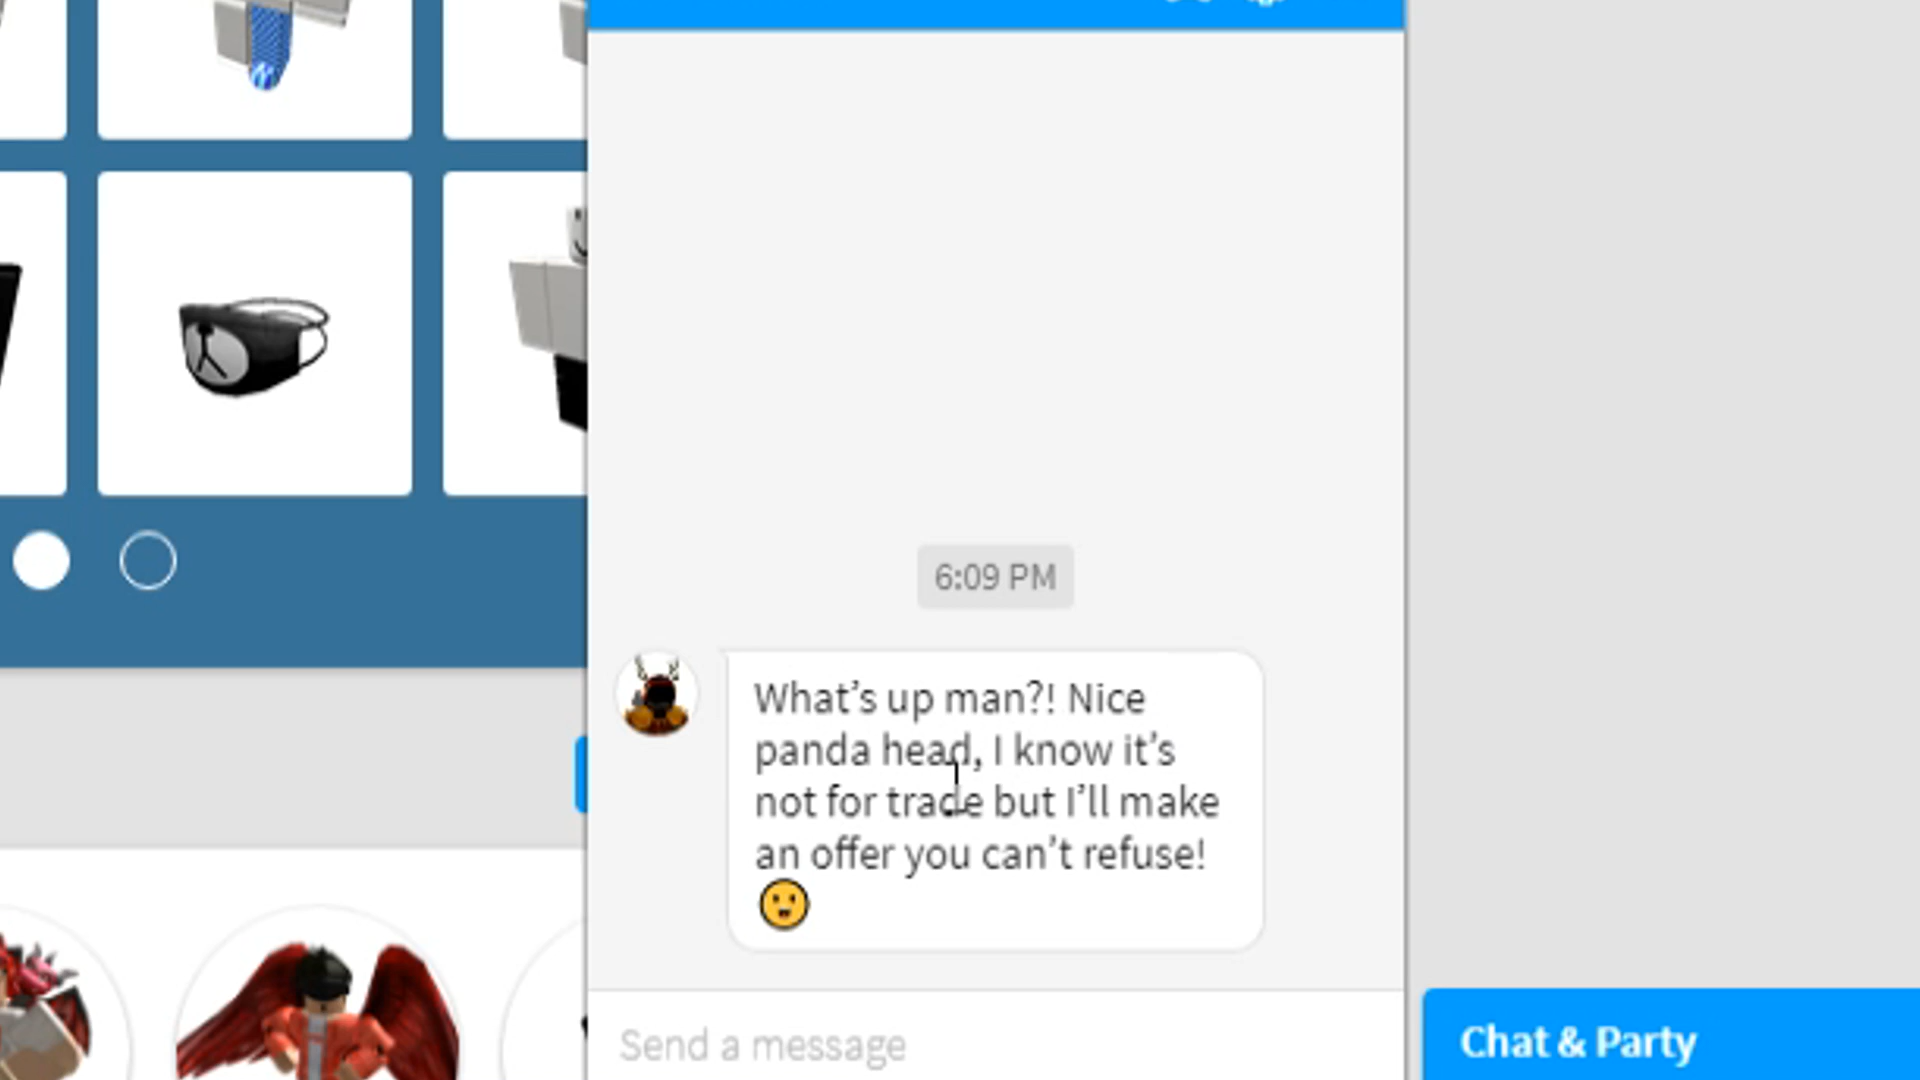 6:09 PM
What’s up man?! Nice
panda head, I know it’s
not for trade but I’ll make
an offer you can’t refuse!
😮
Send a message
Chat & Party